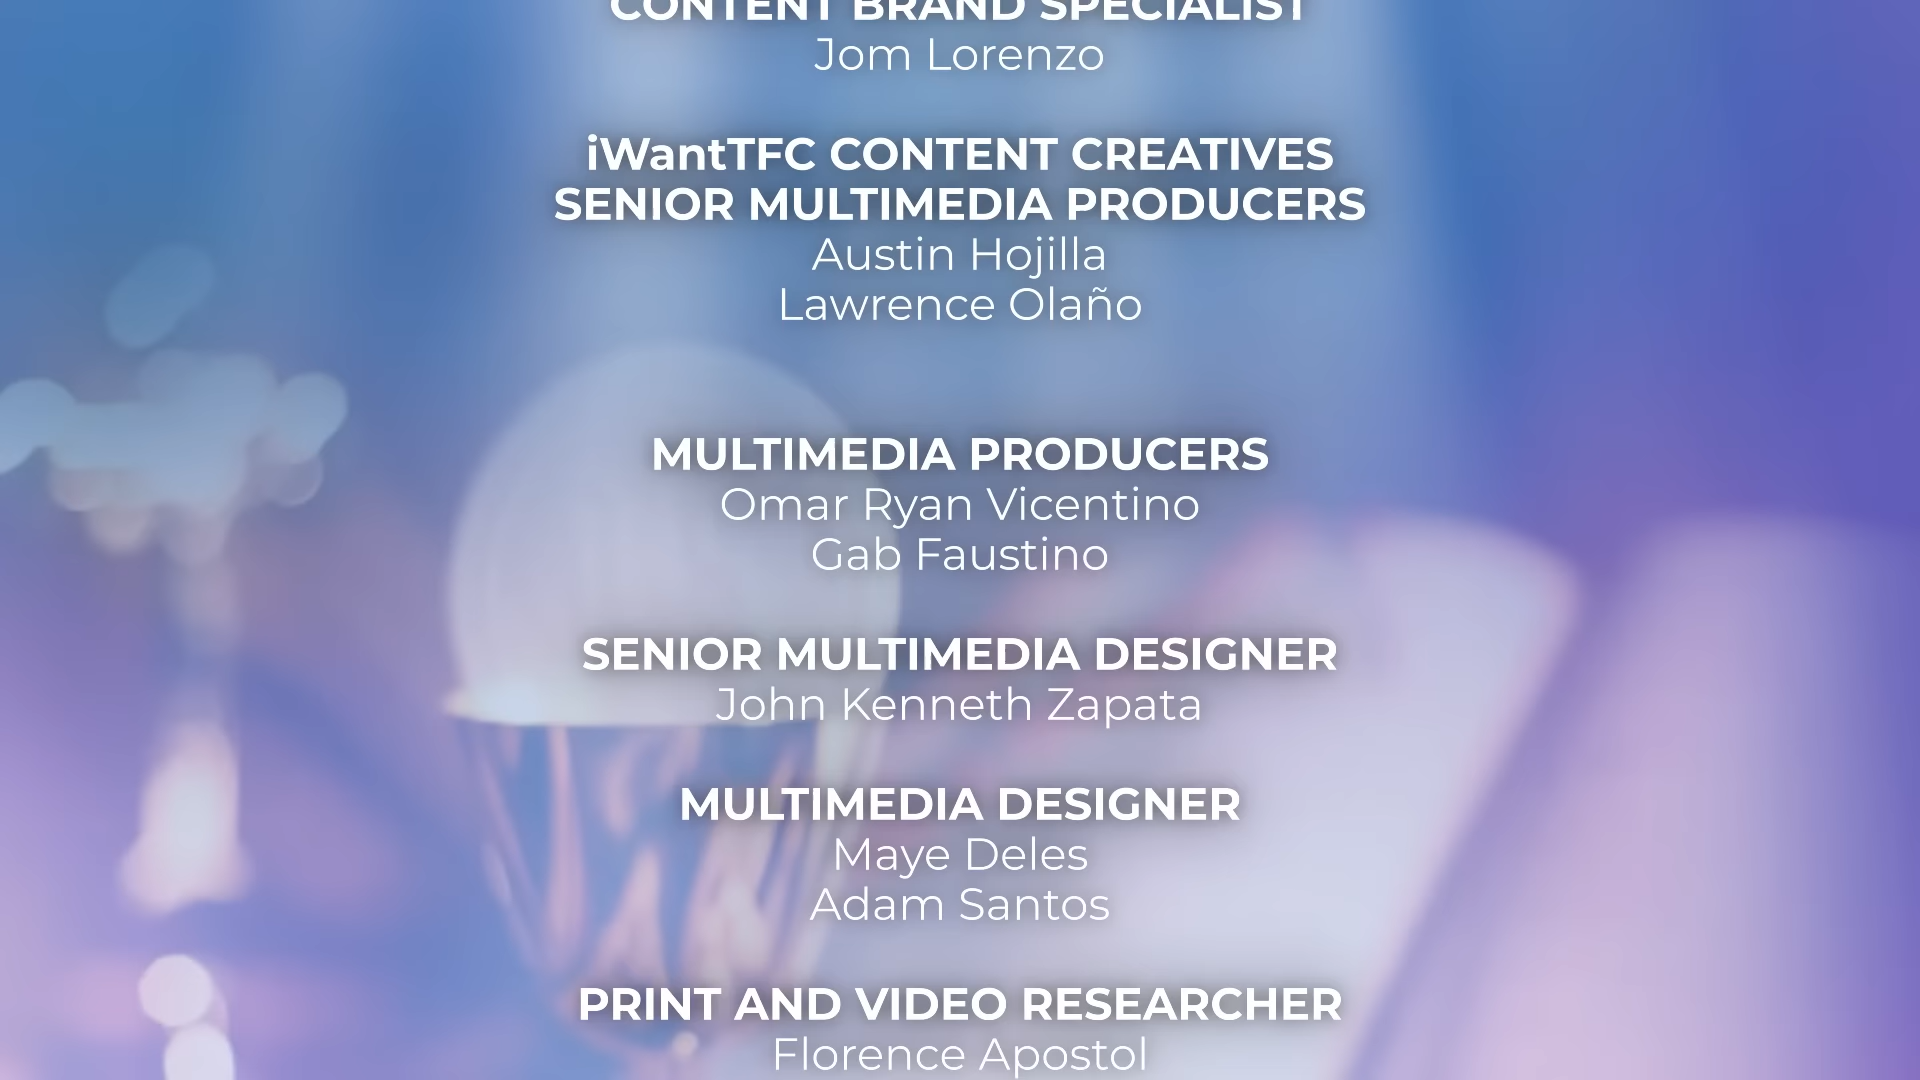 CONTENT BRAND SPECIALIST
Jom Lorenzo
iWantTFC CONTENT CREATIVES
SENIOR MULTIMEDIA PRODUCERS
Austin Hojilla
Lawrence Olaño
MULTIMEDIA PRODUCERS
Omar Ryan Vicentino
Gab Faustino
SENIOR MULTIMEDIA DESIGNER
John Kenneth Zapata
MULTIMEDIA DESIGNER
Maye Deles
Adam Santos
PRINT AND VIDEO RESEARCHER
Florence Apostol